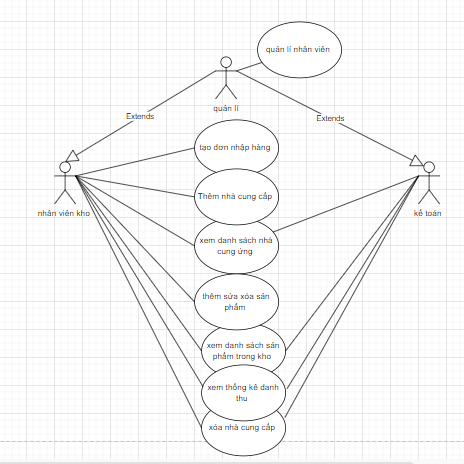 quản lí nhân viên
quản lí
Extends
Extends
tạo đơn nhập hàng
Thêm nhà cung cấp
nhân viên kho
kế toán
xem danh sách nhà
cung ứng
thêm sửa xóa sản
phẩm
xem danh sách sản
phẩm trong kho
xem thống kê danh
thu
xóa nhà cung cấp